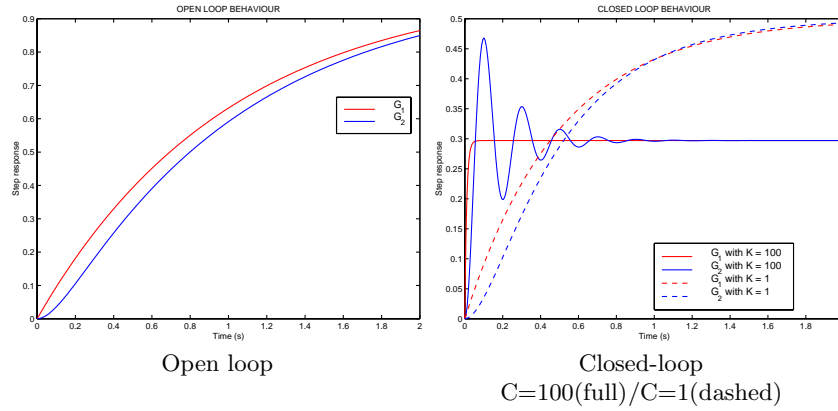 OPEN LOOP BEHAVIOUR
Step response
1
0.9
0.8
0.7
0.6
0.5
0.4
0.3
0.2
0.1
0
0 0.2 0.4 0.6 0.8 1 1.2 1.4 1.6 1.8 2
Time (s)
G1
G2
Open loop
CLOSED LOOP BEHAVIOUR
Step response
0.5
0.45
0.4
0.35
0.3
0.25
0.2
0.15
0.1
0.05
0
0 0.2 0.4 0.6 0.8 1 1.2 1.4 1.6 1.8
Time (s)
G1 with K = 100
G2 with K = 100
G1 with K = 1
G2 with K = 1
Closed-loop
C=100(full)/C=1(dashed)